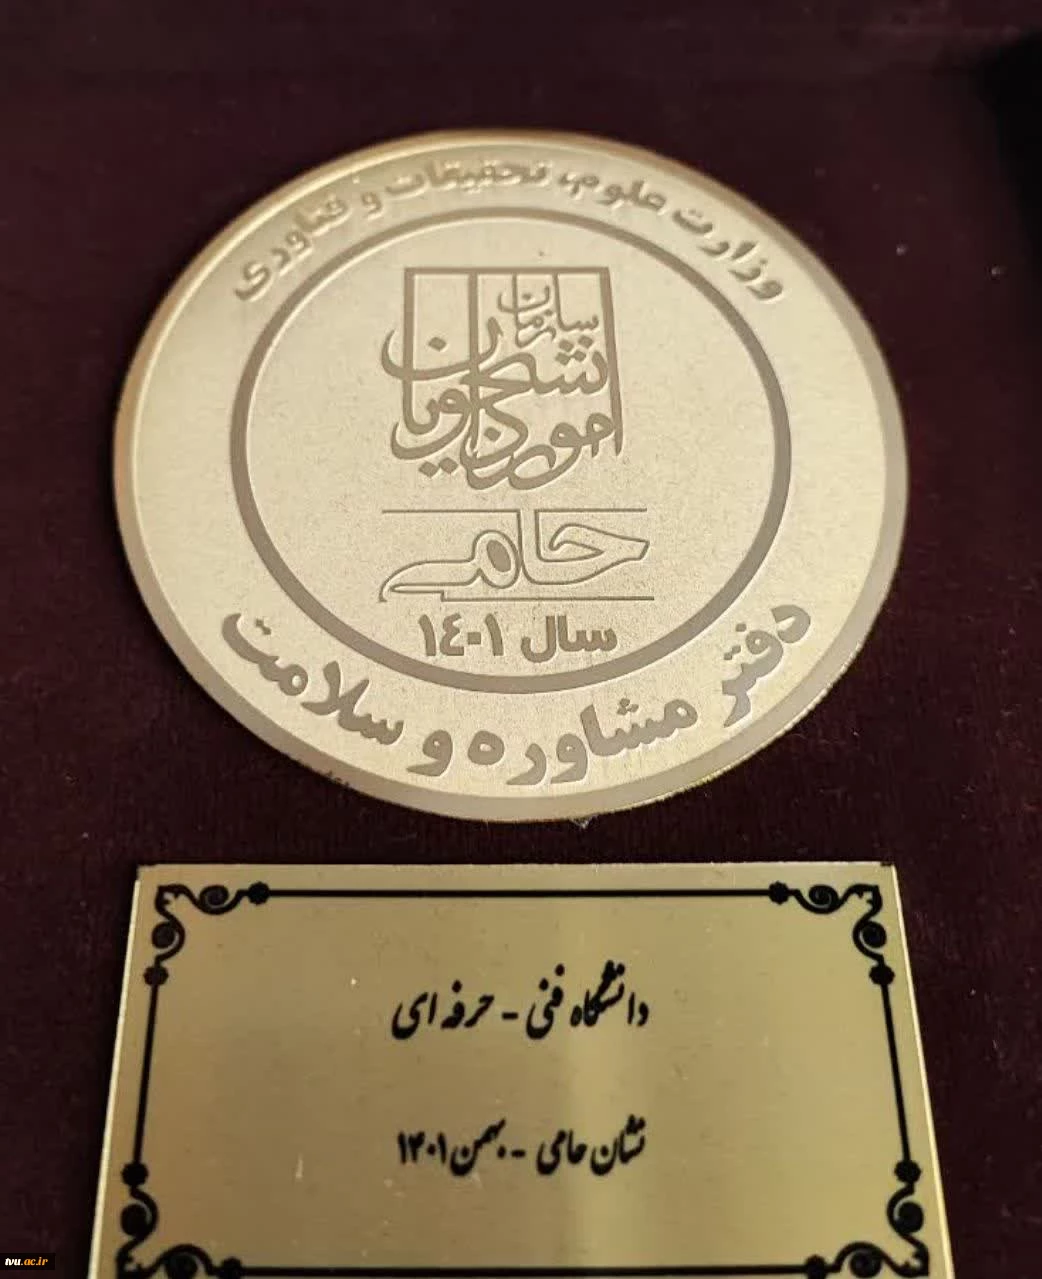 وزارت علوم، تحقیقات و فناوری
سازمان
امور دانشجویان
حامی
سال ۱٤۰۱
دفتر مشاوره و سلامت
دانشگاه فنی - حرفه ای
نشان حامی - بهمن ۱۴۰۱
tvu.ac.ir